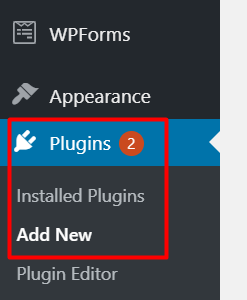 WPForms
Appearance
Plugins 2
Installed Plugins
Add New
Plugin Editor